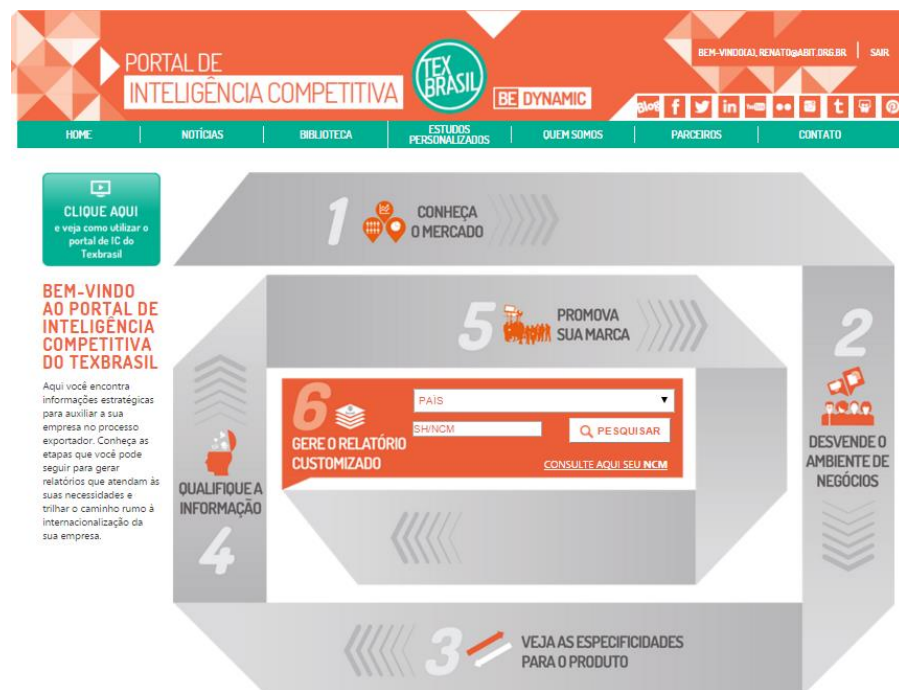 PORTAL DE
INTELIGÊNCIA COMPETITIVA
TEX
BRASIL
BE DYNAMIC
BEM-VINDO(A), RENATO@ABIT.ORG.BR
SAIR
Blog
HOME
NOTÍCIAS
BIBLIOTECA
ESTUDOS
PERSONALIZADOS
QUEM SOMOS
PARCEIROS
CONTATO
CLIQUE AQUI
e veja como utilizar o
portal de IC do
Texbrasil
BEM-VINDO
AO PORTAL DE
INTELIGÊNCIA
COMPETITIVA
DO TEXBRASIL
Aqui você encontra
informações estratégicas
para auxiliar a sua
empresa no processo
exportador. Conheça as
etapas que você pode
seguir para gerar
relatórios que atendam às
suas necessidades e
trilhar o caminho rumo à
internacionalização da
sua empresa.
1
CONHEÇA
O MERCADO
2
DESVENDE O
AMBIENTE DE
NEGÓCIOS
3
VEJA AS ESPECIFICIDADES
PARA O PRODUTO
QUALIFIQUE A
INFORMAÇÃO
4
5
PROMOVA
SUA MARCA
6
GERE O RELATÓRIO
CUSTOMIZADO
PAÍS
SH/NCM
PESQUISAR
CONSULTE AQUI SEU NCM